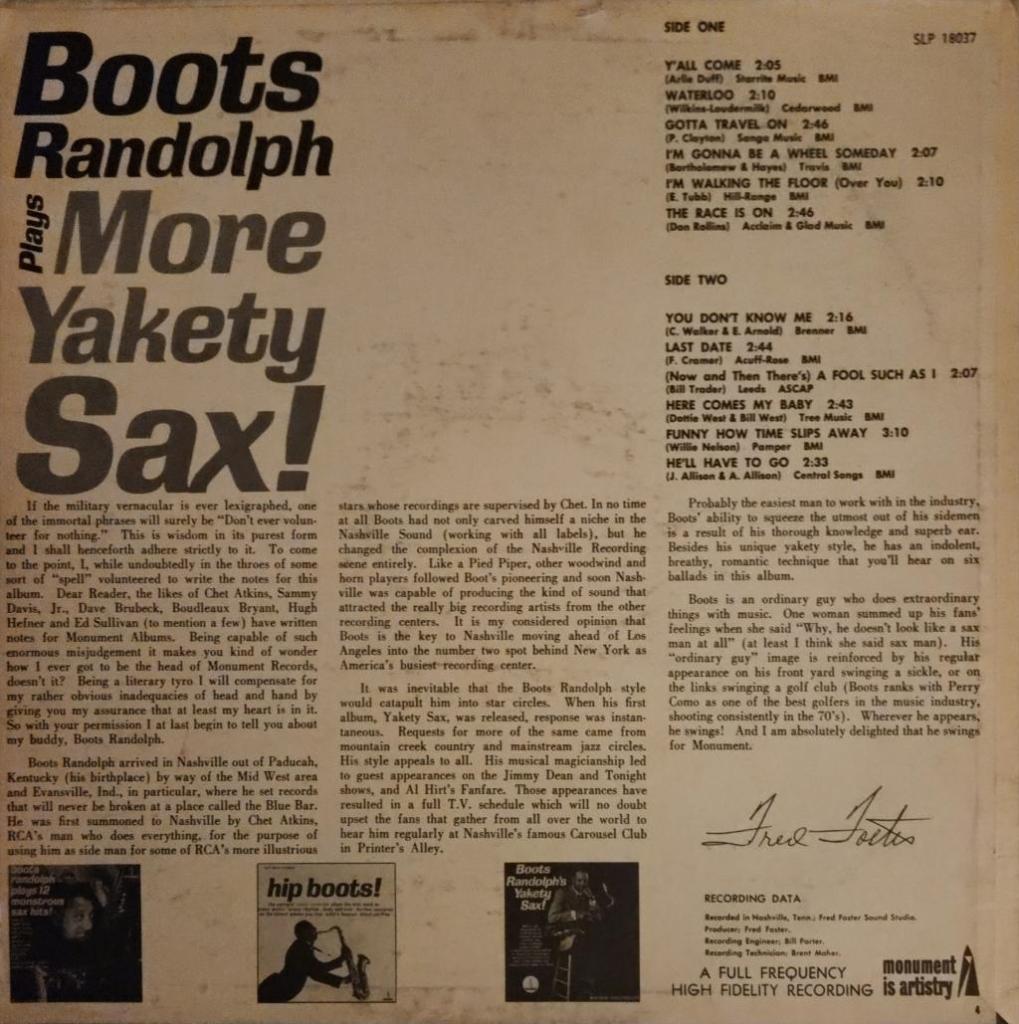 Boots
Randolph
Plays
More
Yakety
Sax!
SIDE ONE
SLP 18037
Y'ALL COME 2:05
(Arlie Duff) Starrite Music BMI
WATERLOO 2:10
(Wilkins-Loudermilk) Cedarwood BMI
GOTTA TRAVEL ON 2:46
(P. Clayton) Sanga Music BMI
I'M GONNA BE A WHEEL SOMEDAY 2:07
(Bartholomew & Hayes) Travis BMI
I'M WALKING THE FLOOR (Over You) 2:10
(E. Tubb) Hill-Range BMI
THE RACE IS ON 2:46
(Don Rollins) Acclaim & Glad Music BMI
SIDE TWO
YOU DON'T KNOW ME 2:16
(C. Walker & E. Arnold) Brenner BMI
LAST DATE 2:44
(F. Cramer) Acuff-Rose BMI
(Now and Then There's) A FOOL SUCH AS I 2:07
(Bill Trader) Leeds ASCAP
HERE COMES MY BABY 2:43
(Dottie West & Bill West) Tree Music BMI
FUNNY HOW TIME SLIPS AWAY 3:10
(Willie Nelson) Pamper BMI
HE'LL HAVE TO GO 2:33
(J. Allison & A. Allison) Central Songs BMI
If the military vernacular is ever lexigraphed, one
of the immortal phrases will surely be "Don't ever volun-
teer for nothing." This is wisdom in its purest form
and I shall henceforth adhere strictly to it. To come
to the point, I, while undoubtedly in the throes of some
sort of "spell" volunteered to write the notes for this
album. Dear Reader, the likes of Chet Atkins, Sammy
Davis, Jr., Dave Brubeck, Boudleaux Bryant, Hugh
Hefner and Ed Sullivan (to mention a few) have written
notes for Monument Albums. Being capable of such
enormous misjudgement it makes you kind of wonder
how I ever got to be the head of Monument Records,
doesn't it? Being a literary tyro I will compensate for
my rather obvious inadequacies of head and hand by
giving you my assurance that at least my heart is in it.
So with your permission I at last begin to tell you about
my buddy, Boots Randolph.
Boots Randolph arrived in Nashville out of Paducah,
Kentucky (his birthplace) by way of the Mid West area
and Evansville, Ind., in particular, where he set records
that will never be broken at a place called the Blue Bar.
He was first summoned to Nashville by Chet Atkins,
RCA's man who does everything, for the purpose of
using him as side man for some of RCA's more illustrious
stars whose recordings are supervised by Chet. In no time
at all Boots had not only carved himself a niche in the
Nashville Sound (working with all labels), but he
changed the complexion of the Nashville Recording
scene entirely. Like a Pied Piper, other woodwind and
horn players followed Boot's pioneering and soon Nash-
ville was capable of producing the kind of sound that
attracted the really big recording artists from the other
recording centers. It is my considered opinion that
Boots is the key to Nashville moving ahead of Los
Angeles into the number two spot behind New York as
America's busiest recording center.
It was inevitable that the Boots Randolph style
would catapult him into star circles. When his first
album, Yakety Sax, was released, response was instan-
taneous. Requests for more of the same came from
mountain creek country and mainstream jazz circles.
His style appeals to all. His musical magicianship led
to guest appearances on the Jimmy Dean and Tonight
shows, and Al Hirt's Fanfare. Those appearances have
resulted in a full T.V. schedule which will no doubt
upset the fans that gather from all over the world to
hear him regularly at Nashville's famous Carousel Club
in Printer's Alley.
Probably the easiest man to work with in the industry,
Boots' ability to squeeze the utmost out of his sidemen
is a result of his thorough knowledge and superb ear.
Besides his unique yakety style, he has an indolent,
breathy, romantic technique that you'll hear on six
ballads in this album.
Boots is an ordinary guy who does extraordinary
things with music. One woman summed up his fans'
feelings when she said "Why, he doesn't look like a sax
man at all" (at least I think she said sax man). His
"ordinary guy" image is reinforced by his regular
appearance on his front yard swinging a sickle, or on
the links swinging a golf club (Boots ranks with Perry
Como as one of the best golfers in the music industry,
shooting consistently in the 70's). Wherever he appears,
he swings! And I am absolutely delighted that he swings
for Monument.
Fred Foster
boots
randolph
plays 12
monstrous
sax hits!
hip boots!
Boots
Randolph's
Yakety
Sax!
RECORDING DATA
Recorded in Nashville, Tenn.; Fred Foster Sound Studio.
Producer; Fred Foster.
Recording Engineer; Bill Porter.
Recording Technician; Brent Maher.
A FULL FREQUENCY
HIGH FIDELITY RECORDING
monument
is artistry
4